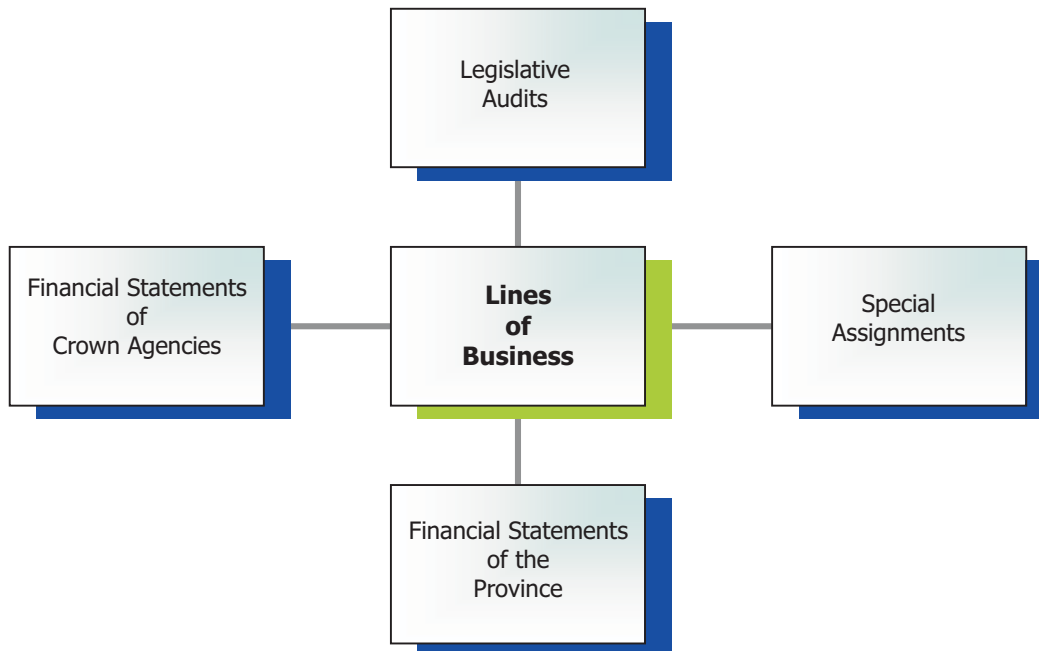 Legislative
Audits
Financial Statements
of
Crown Agencies
Lines
of
Business
Special
Assignments
Financial Statements
of the
Province